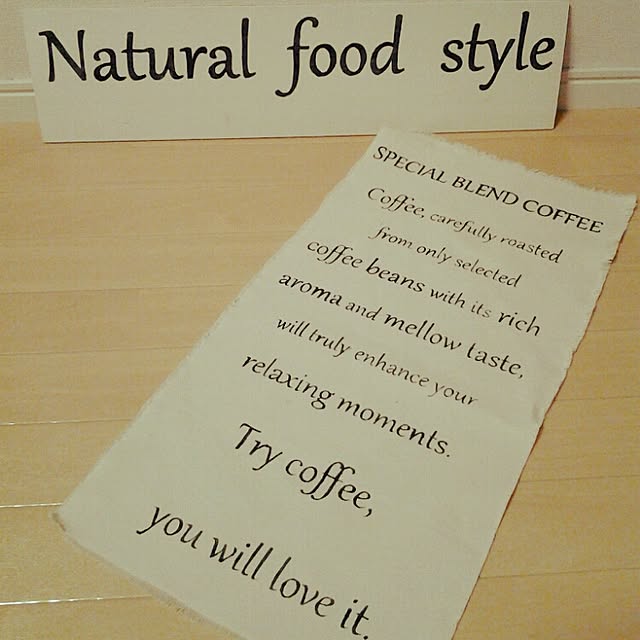 Natural food style
SPECIAL BLEND COFFEE
Coffee, carefully roasted
from only selected
coffee beans with its rich
aroma and mellow taste,
will truly enhance your
relaxing moments.
Try coffee,
you will love it.